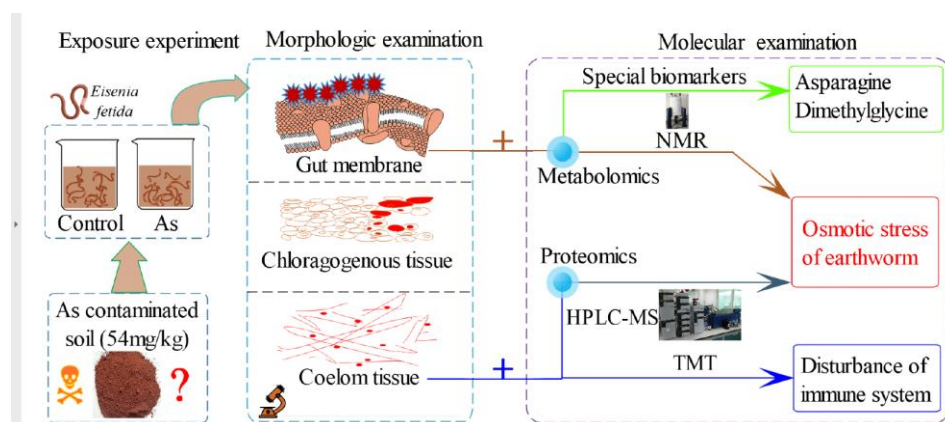 Exposure experiment
Eisenia
fetida
Control
As
As contaminated
soil (54mg/kg)
?
Morphologic examination
Gut membrane
Chloragogenous tissue
Coelom tissue
+
+
Molecular examination
Special biomarkers
NMR
Metabolomics
Proteomics
HPLC-MS
TMT
Asparagine
Dimethylglycine
Osmotic stress
of earthworm
Disturbance of
immune system